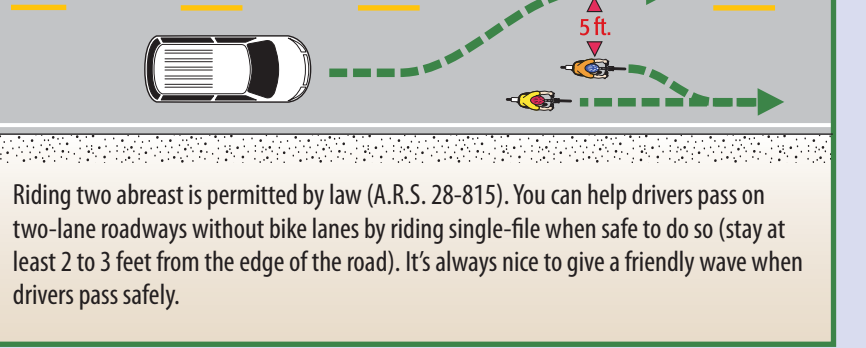 5 ft.
Riding two abreast is permitted by law (A.R.S. 28-815). You can help drivers pass on
two-lane roadways without bike lanes by riding single-file when safe to do so (stay at
least 2 to 3 feet from the edge of the road). It's always nice to give a friendly wave when
drivers pass safely.